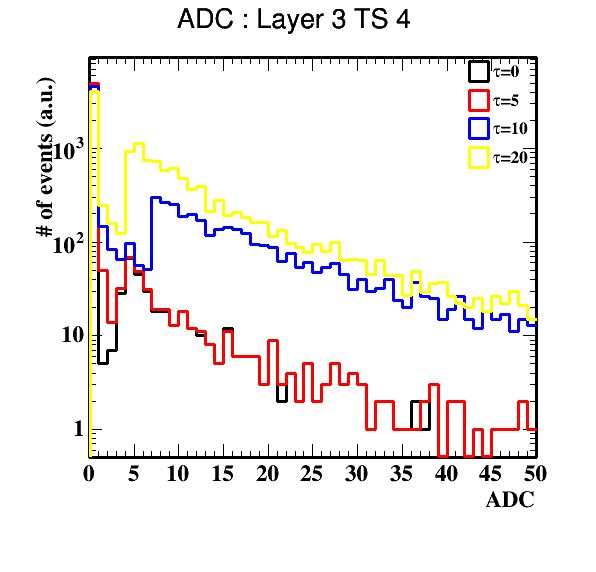 ADC : Layer 3 TS 4
# of events (a.u.)
10³
10²
10
1
τ=0
τ=5
τ=10
τ=20
0 5 10 15 20 25 30 35 40 45 50
ADC